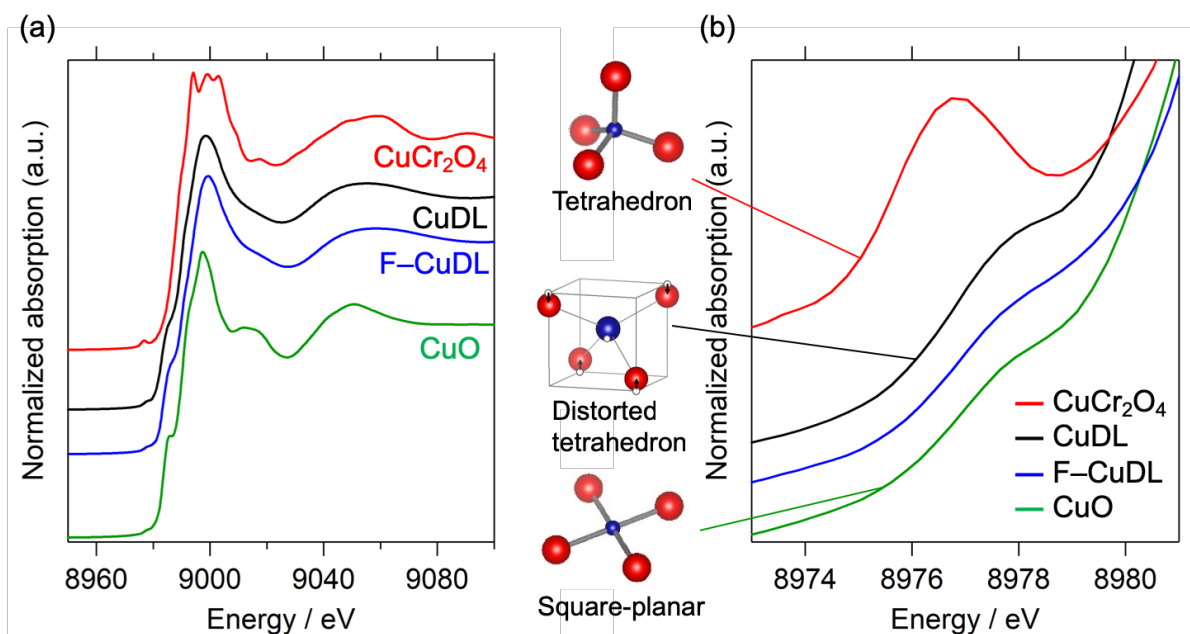 (a)
Normalized absorption (a.u.)
CuCr₂O₄
CuDL
F–CuDL
CuO
8960 9000 9040 9080
Energy / eV
Tetrahedron
Distorted
tetrahedron
Square-planar
(b)
Normalized absorption (a.u.)
CuCr₂O₄
CuDL
F–CuDL
CuO
8974 8976 8978 8980
Energy / eV